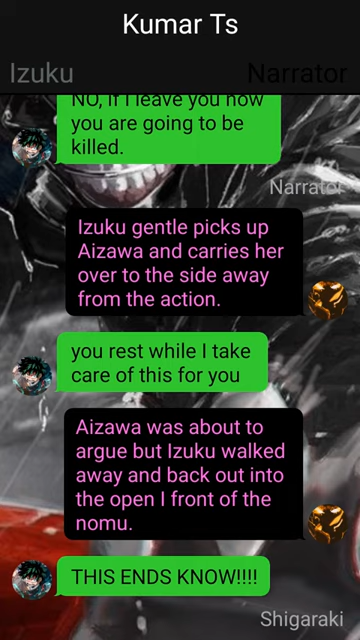 Kumar Ts
Izuku
Narrator
NO, if I leave you now
you are going to be
killed.
Narrator
Izuku gentle picks up
Aizawa and carries her
over to the side away
from the action.
you rest while I take
care of this for you
Aizawa was about to
argue but Izuku walked
away and back out into
the open I front of the
nomu.
THIS ENDS KNOW!!!!
Shigaraki